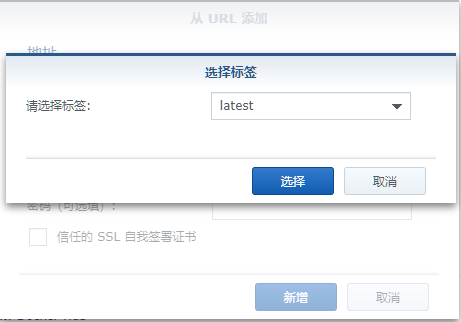 从 URL 添加
地址
选择标签
请选择标签：
latest
选择
取消
密码（可选填）：
信任的 SSL 自我签署证书
新增
取消